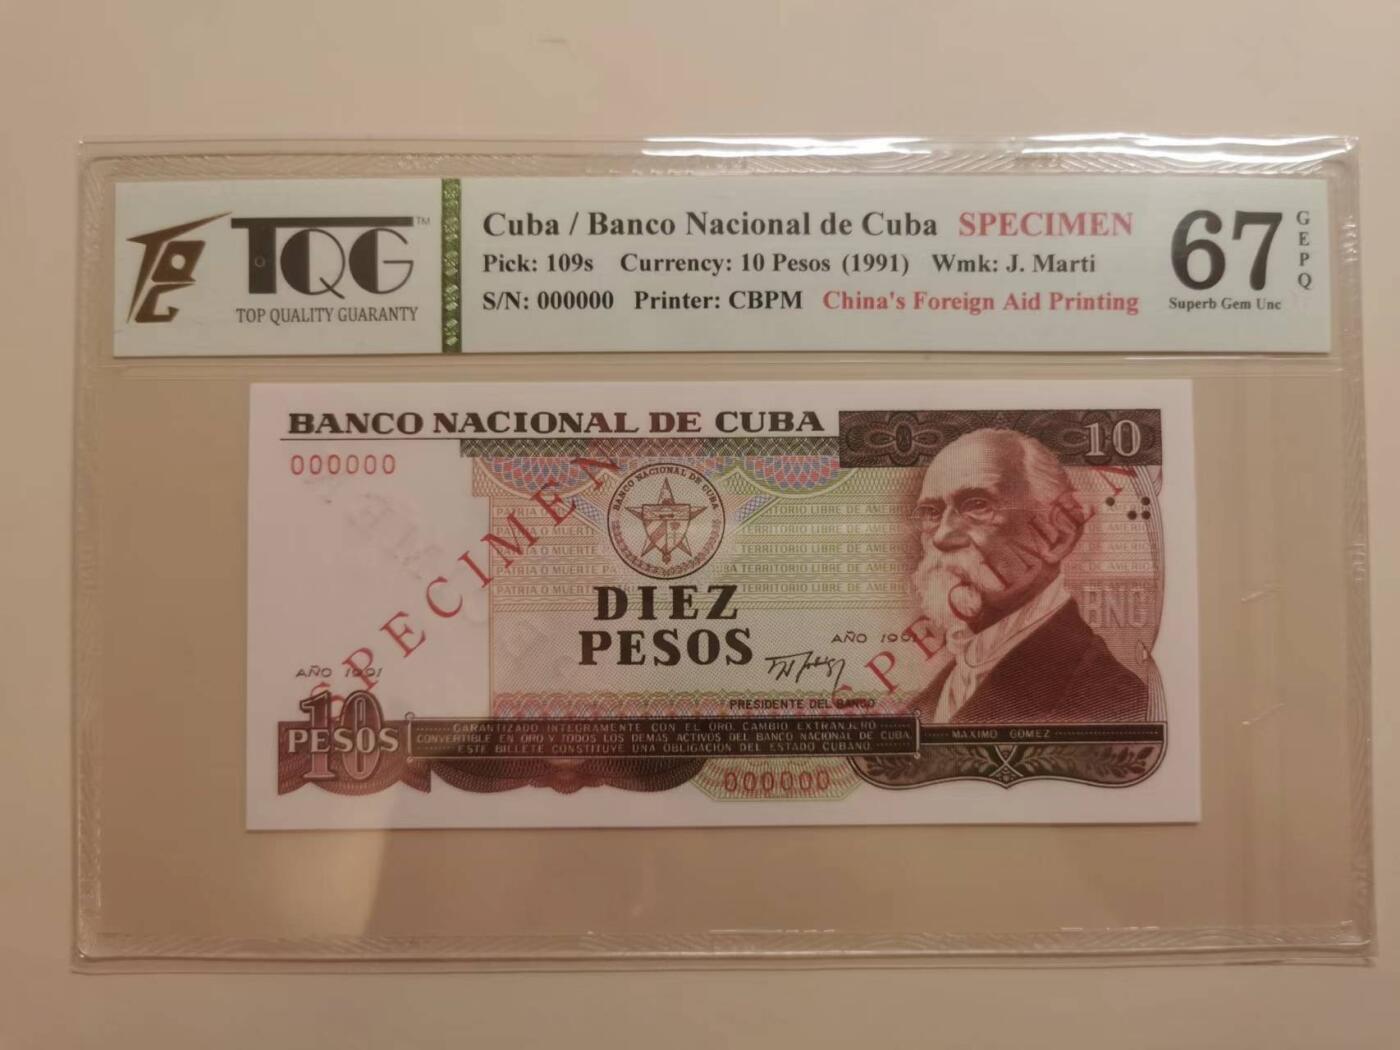 TQG™
TOP QUALITY GUARANTY
Cuba / Banco Nacional de Cuba SPECIMEN
Pick: 109s Currency: 10 Pesos (1991) Wmk: J. Marti
S/N: 000000 Printer: CBPM China's Foreign Aid Printing
67
GEPQ
Superb Gem Unc
BANCO NACIONAL DE CUBA
10
000000
BANCO NACIONAL DE CUBA
SPECIMEN
SPECIMEN
PATRIA O MUERTE
TERRITORIO LIBRE DE AMERIC
DIEZ
PESOS
BNC
AÑO 1991
AÑO 1991
PRESIDENTE DEL BANCO
10
PESOS
GARANTIZADO INTEGRAMENTE CON EL ORO, CAMBIO EXTRANJERO
CONVERTIBLE EN ORO Y TODOS LOS DEMAS ACTIVOS DEL BANCO NACIONAL DE CUBA.
ESTE BILLETE CONSTITUYE UNA OBLIGACION DEL ESTADO CUBANO.
MAXIMO GOMEZ
000000